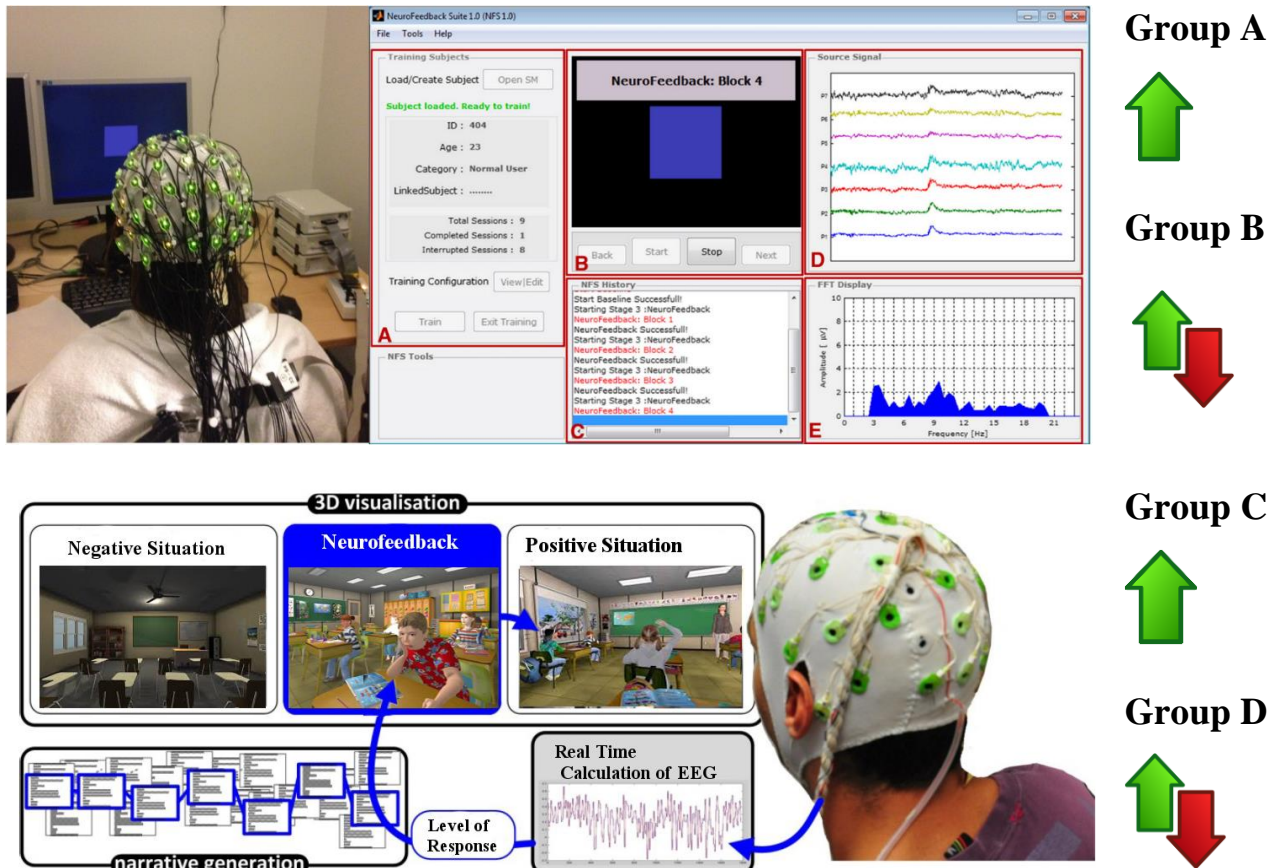 NeuroFeedback Suite 1.0 (NFS1.0)
File Tools Help
Training Subjects
Load/Create Subject Open SM
Subject loaded. Ready to train!
ID : 404
Age : 23
Category : Normal User
LinkedSubject : ........
Total Sessions : 9
Completed Sessions : 1
Interrupted Sessions : 8
Training Configuration View|Edit
Train Exit Training
A
NFS Tools
NeuroFeedback: Block 4
Back Start Stop Next
B
NFS History
Start Baseline Successfull!
Starting Stage 3 :NeuroFeedback
NeuroFeedback: Block 1
NeuroFeedback Successfull!
Starting Stage 3 :NeuroFeedback
NeuroFeedback: Block 2
NeuroFeedback Successfull!
Starting Stage 3 :NeuroFeedback
NeuroFeedback: Block 3
NeuroFeedback Successfull!
Starting Stage 3 :NeuroFeedback
NeuroFeedback: Block 4
C
Source Signal
P7
P6
P5
P4
P3
P2
P1
D
FFT Display
10
8
6
4
2
0
Amplitude [ µV]
0 3 6 9 12 15 18 21
Frequency [Hz]
E
Group A
Group B
3D visualisation
Negative Situation
Neurofeedback
Positive Situation
Real Time
Calculation of EEG
Level of
Response
narrative generation
Group C
Group D